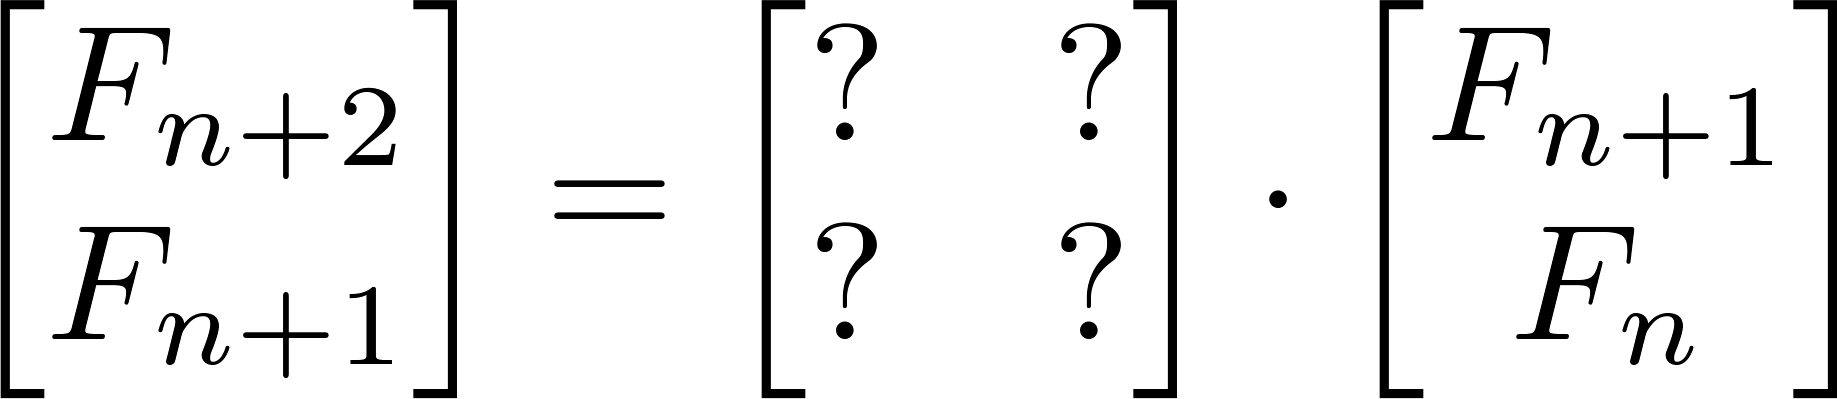 [F_{n+2} F_{n+1}] = [? ? ? ?] · [F_{n+1} F_n]